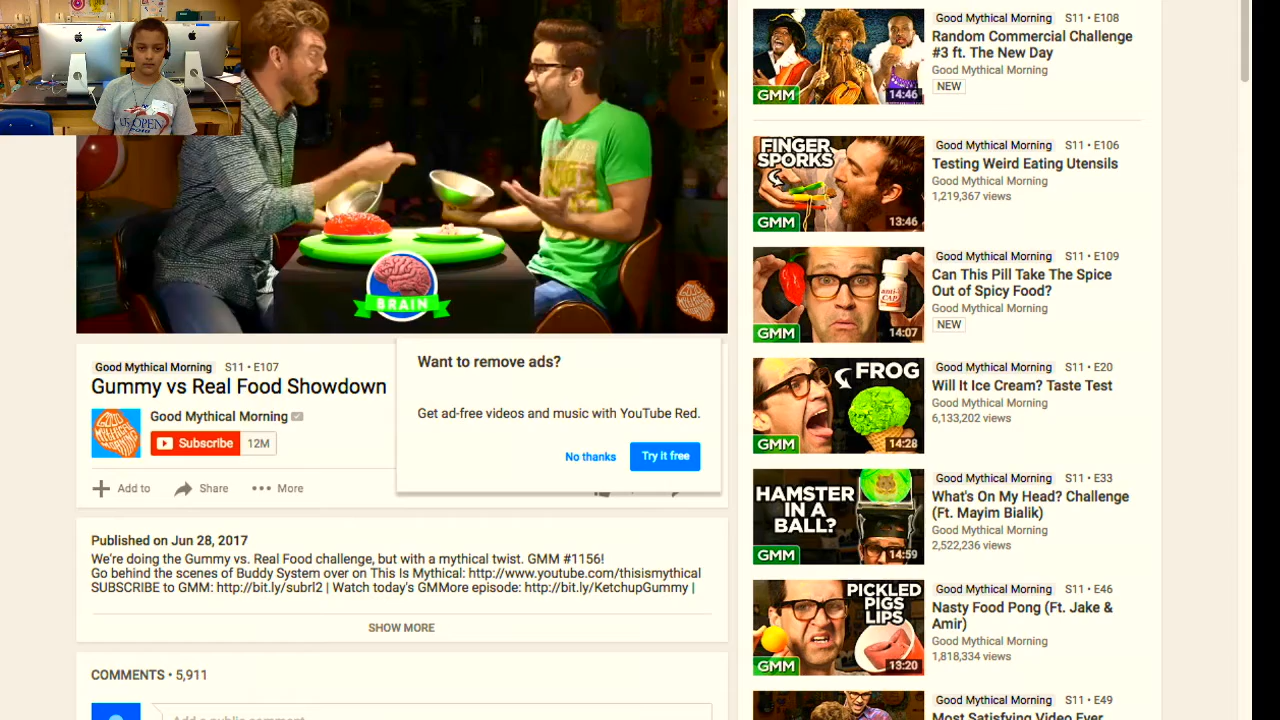 US OPEN
BRAIN
Good Mythical Morning S11 • E107
Gummy vs Real Food Showdown
Good Mythical Morning
Subscribe 12M
Add to Share More
Want to remove ads?
Get ad-free videos and music with YouTube Red.
No thanks Try it free
Published on Jun 28, 2017
We're doing the Gummy vs. Real Food challenge, but with a mythical twist. GMM #1156!
Go behind the scenes of Buddy System over on This Is Mythical: http://www.youtube.com/thisismythical
SUBSCRIBE to GMM: http://bit.ly/subrl2 | Watch today's GMMore episode: http://bit.ly/KetchupGummy |
SHOW MORE
COMMENTS • 5,911
Add a public comment...
GMM
14:46
Good Mythical Morning S11 • E108
Random Commercial Challenge
#3 ft. The New Day
Good Mythical Morning
NEW
FINGER
SPORKS
GMM
13:46
Good Mythical Morning S11 • E106
Testing Weird Eating Utensils
Good Mythical Morning
1,219,367 views
anti-
CAP
GMM
14:07
Good Mythical Morning S11 • E109
Can This Pill Take The Spice
Out of Spicy Food?
Good Mythical Morning
NEW
FROG
GMM
14:28
Good Mythical Morning S11 • E20
Will It Ice Cream? Taste Test
Good Mythical Morning
6,133,202 views
HAMSTER
IN A
BALL?
GMM
14:59
Good Mythical Morning S11 • E33
What's On My Head? Challenge
(Ft. Mayim Bialik)
Good Mythical Morning
2,522,236 views
PICKLED
PIGS
LIPS
GMM
13:20
Good Mythical Morning S11 • E46
Nasty Food Pong (Ft. Jake &
Amir)
Good Mythical Morning
1,818,334 views
Good Mythical Morning S11 • E49
Most Satisfying Video Ever